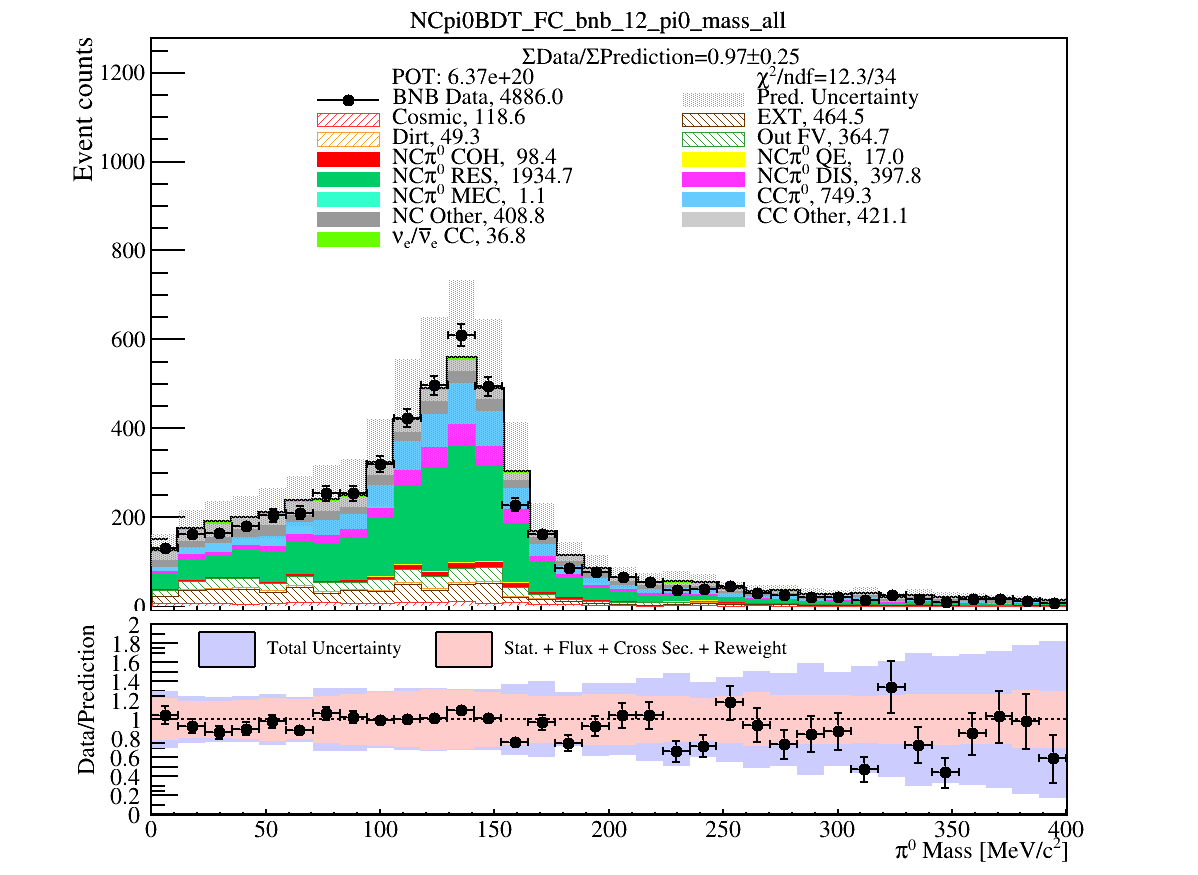 NCpi0BDT_FC_bnb_12_pi0_mass_all
ΣData/ΣPrediction=0.97±0.25
POT: 6.37e+20
χ²/ndf=12.3/34
BNB Data, 4886.0
Pred. Uncertainty
Cosmic, 118.6
EXT, 464.5
Dirt, 49.3
Out FV, 364.7
NCπ⁰ COH, 98.4
NCπ⁰ QE, 17.0
NCπ⁰ RES, 1934.7
NCπ⁰ DIS, 397.8
NCπ⁰ MEC, 1.1
CCπ⁰, 749.3
NC Other, 408.8
CC Other, 421.1
νₑ/ν̅ₑ CC, 36.8
Event counts
1200
1000
800
600
400
200
0
Data/Prediction
2
1.8
1.6
1.4
1.2
1
0.8
0.6
0.4
0.2
0
Total Uncertainty
Stat. + Flux + Cross Sec. + Reweight
0 50 100 150 200 250 300 350 400
π⁰ Mass [MeV/c²]